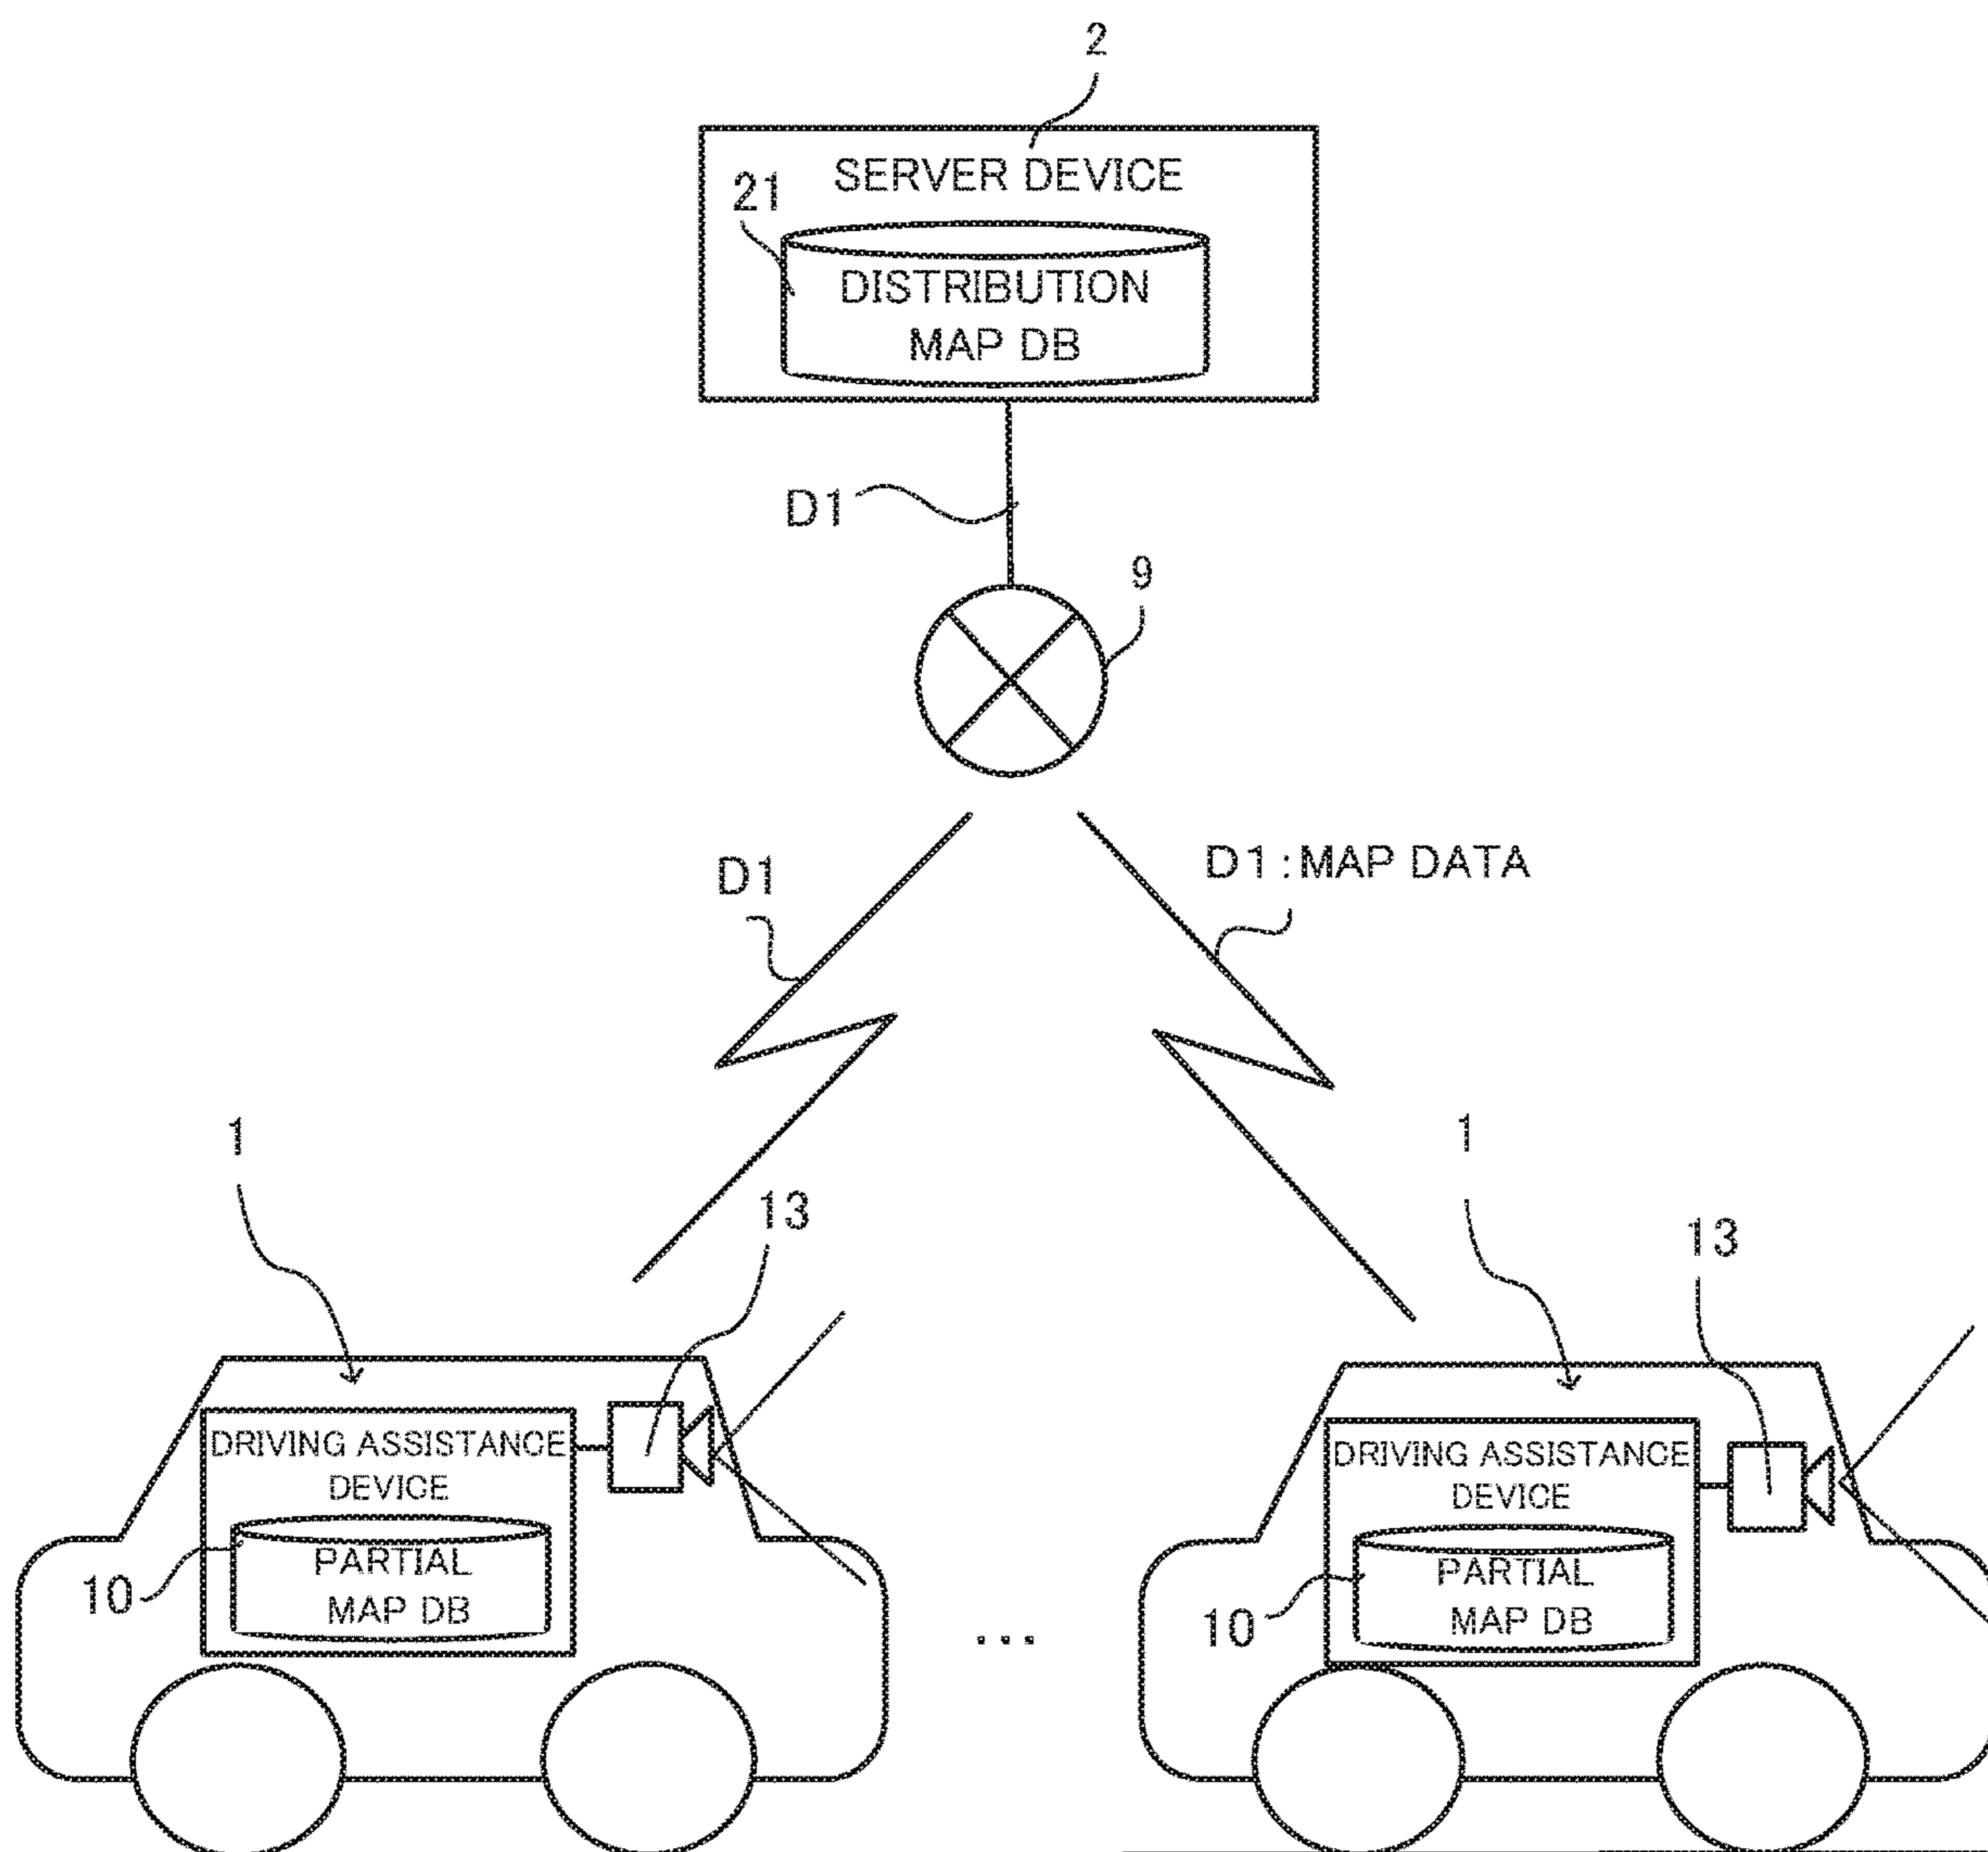 2
SERVER DEVICE
21
DISTRIBUTION
MAP DB
D1
9
D1
D1:MAP DATA
1
1
13
13
DRIVING ASSISTANCE
DEVICE
10
PARTIAL
MAP DB
...
DRIVING ASSISTANCE
DEVICE
10
PARTIAL
MAP DB